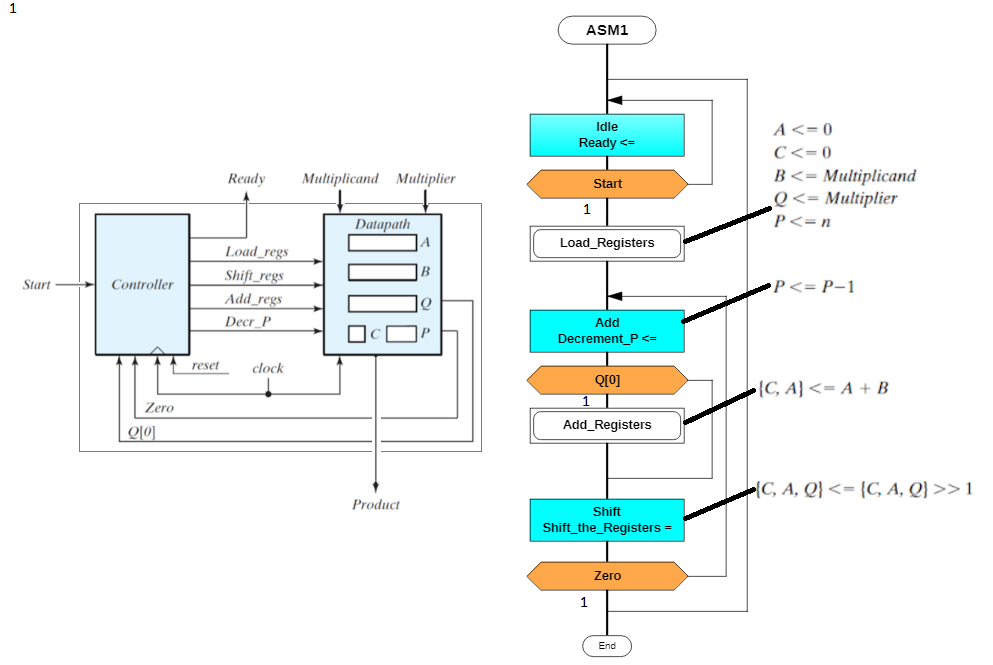 1
Ready
Multiplicand
Multiplier
Datapath
A
B
Q
C
P
Controller
Start
Load_regs
Shift_regs
Add_regs
Decr_P
reset
clock
Zero
Q[0]
Product
ASM1
Idle
Ready <=
Start
1
Load_Registers
Add
Decrement_P <=
Q[0]
1
Add_Registers
Shift
Shift_the_Registers =
Zero
1
End
A <= 0
C <= 0
B <= Multiplicand
Q <= Multiplier
P <= n
P <= P−1
{C, A} <= A + B
{C, A, Q} <= {C, A, Q} >> 1